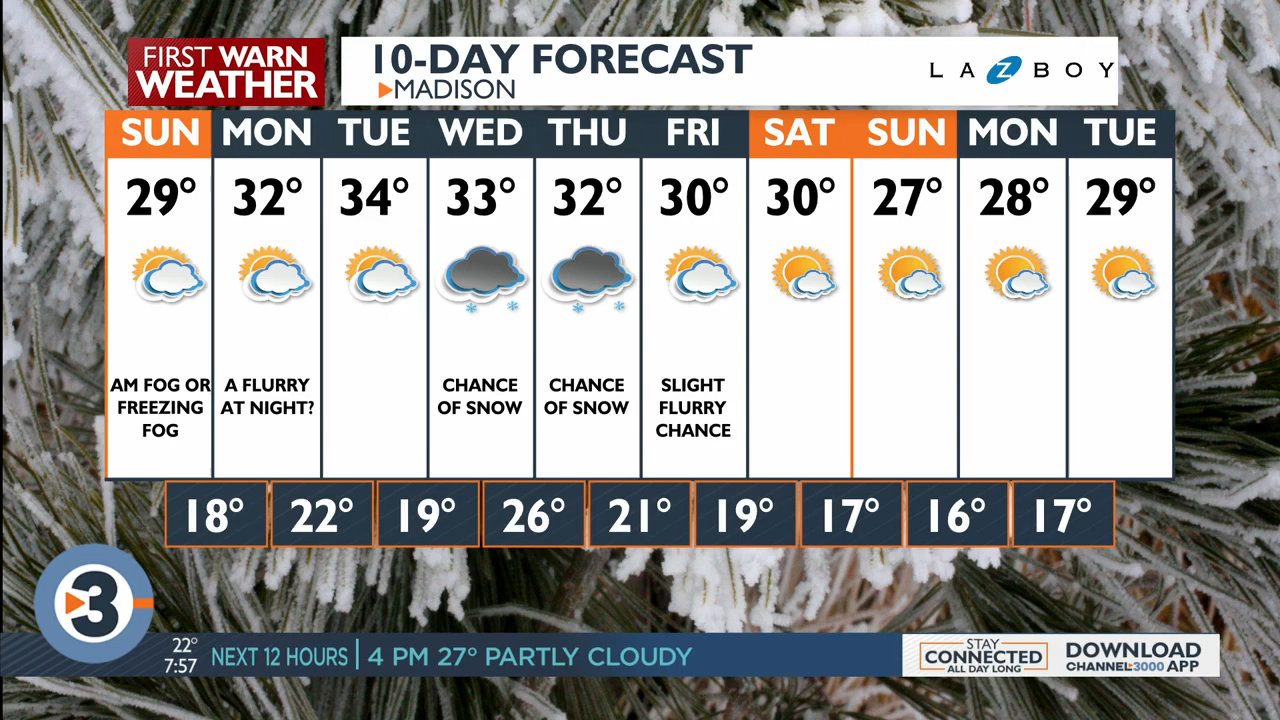 FIRST WARN
WEATHER
10-DAY FORECAST
MADISON
LA Z BOY
SUN MON TUE WED THU FRI SAT SUN MON TUE
29° 32° 34° 33° 32° 30° 30° 27° 28° 29°
AM FOG OR
FREEZING
FOG
A FLURRY
AT NIGHT?
CHANCE
OF SNOW
CHANCE
OF SNOW
SLIGHT
FLURRY
CHANCE
18° 22° 19° 26° 21° 19° 17° 16° 17°
3
22°
7:57
NEXT 12 HOURS
4 PM 27° PARTLY CLOUDY
STAY
CONNECTED
ALL DAY LONG
DOWNLOAD
CHANNEL3000 APP